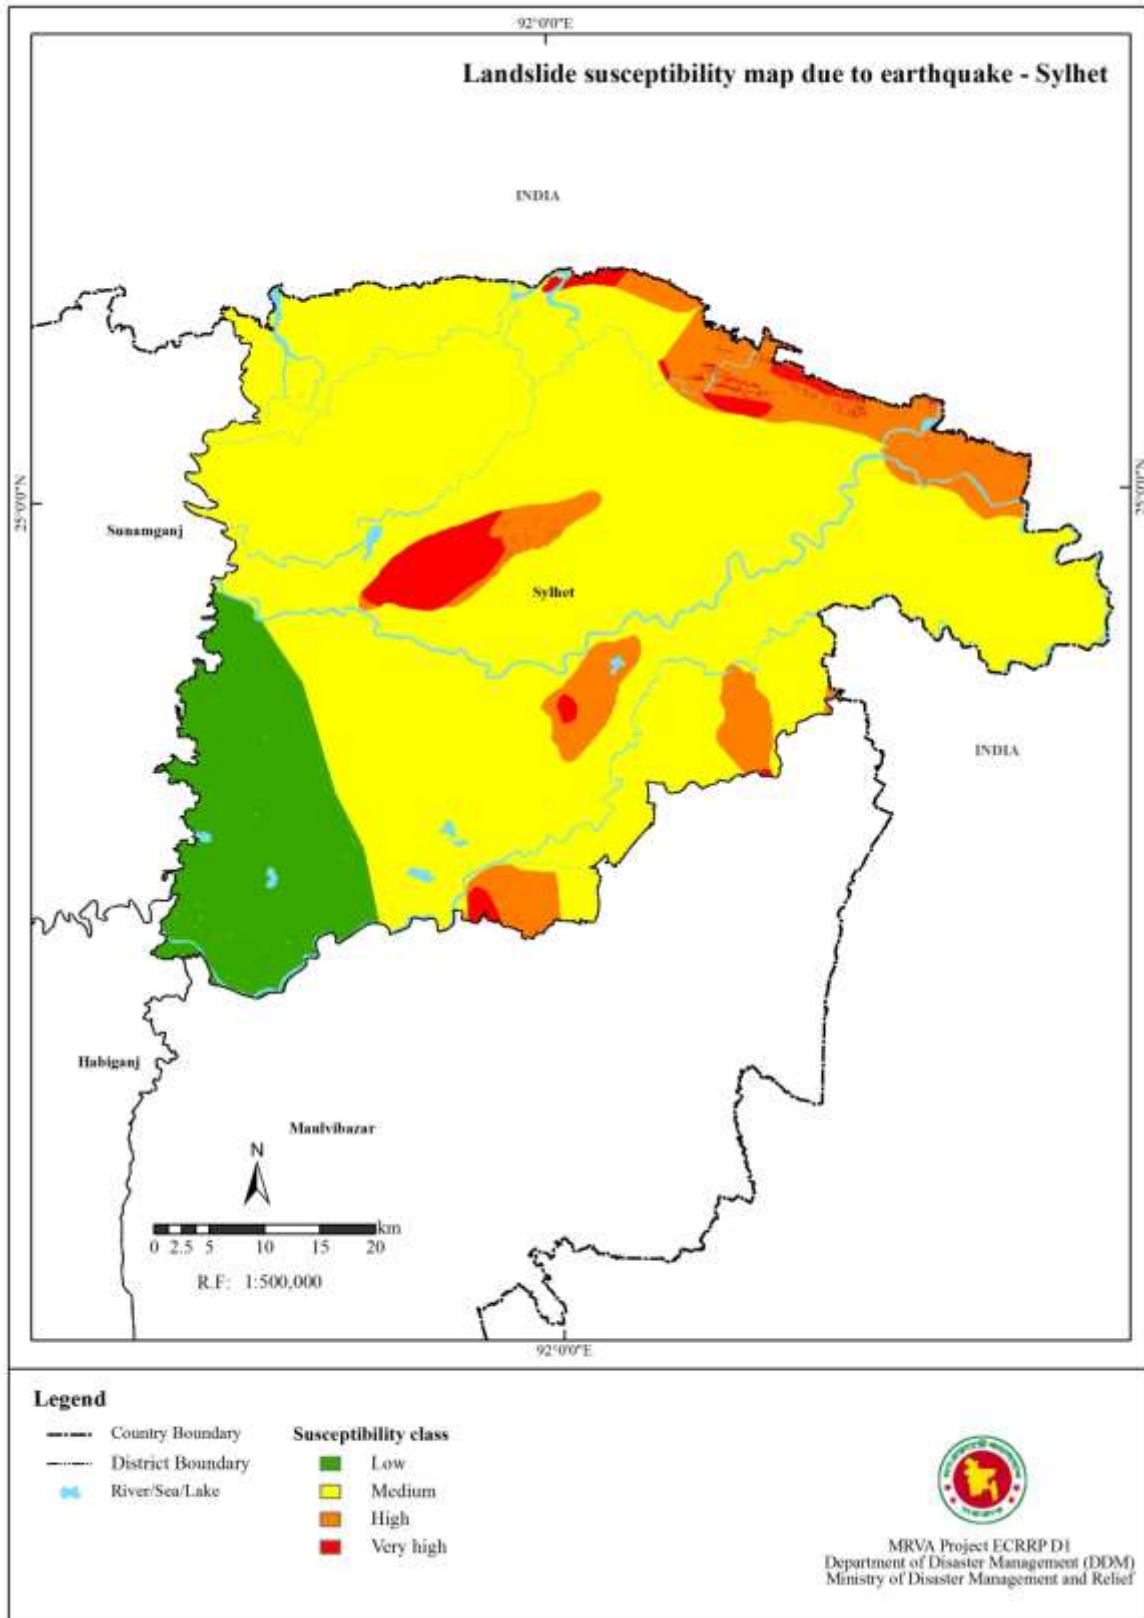 92°0'0"E
Landslide susceptibility map due to earthquake - Sylhet
INDIA
25°0'0"N
25°0'0"N
Sunamganj
Sylhet
INDIA
Habiganj
Maulvibazar
N
km
0 2.5 5 10 15 20
R.F: 1:500,000
92°0'0"E
Legend
Country Boundary
District Boundary
River/Sea/Lake
Susceptibility class
Low
Medium
High
Very high
MRVA Project ECRRP D1
Department of Disaster Management (DDM)
Ministry of Disaster Management and Relief